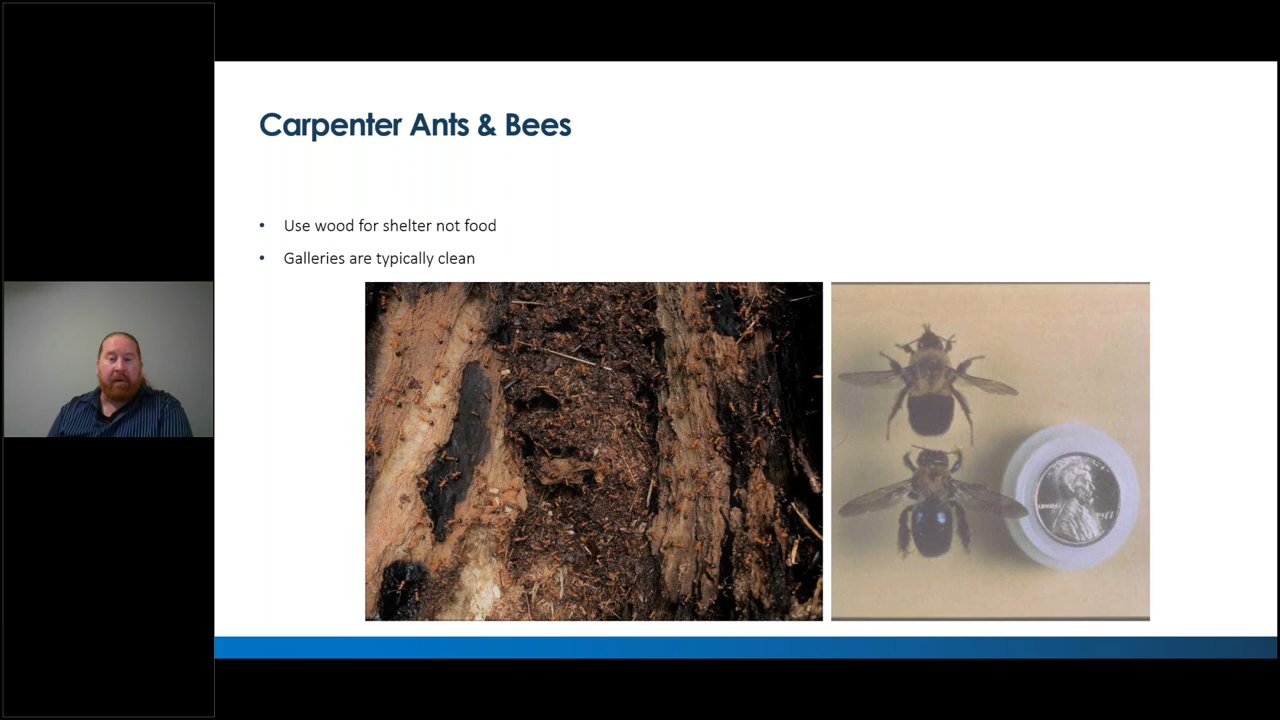 Carpenter Ants & Bees
• Use wood for shelter not food
• Galleries are typically clean